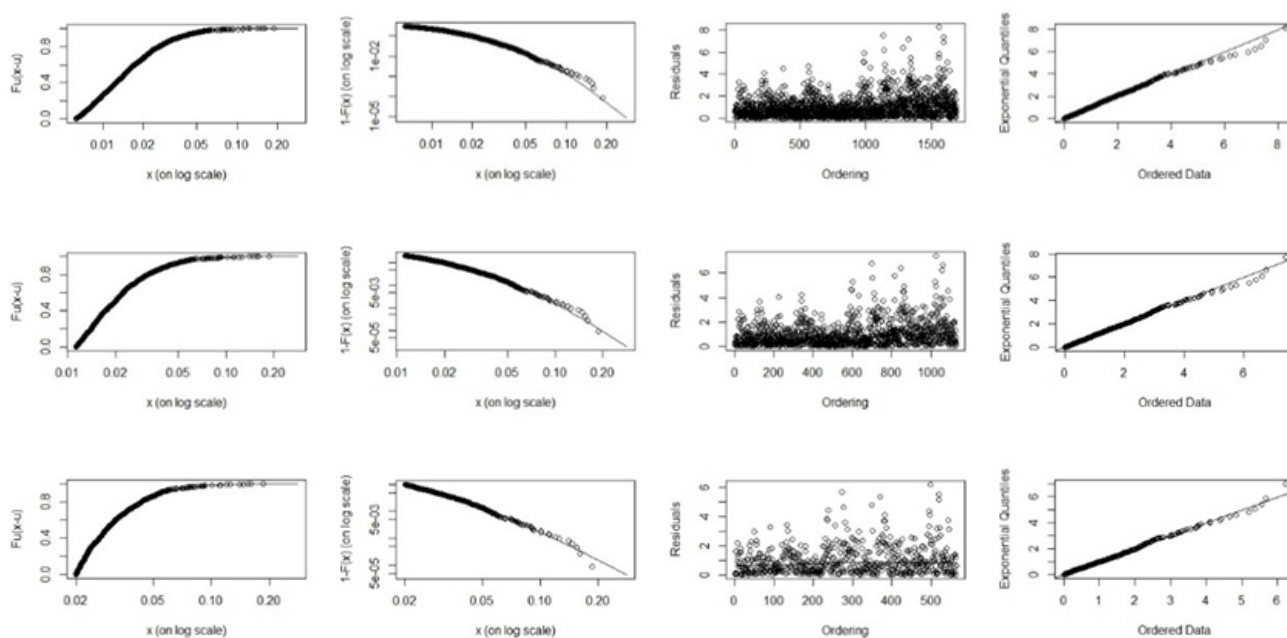 Fu(x-u)
0.0 0.4 0.8
0.01 0.02 0.05 0.10 0.20
x (on log scale)
1-F(x) (on log scale)
1e-05 1e-02
0.01 0.02 0.05 0.10 0.20
x (on log scale)
Residuals
0 2 4 6 8
0 500 1000 1500
Ordering
Exponential Quantiles
0 2 4 6 8
0 2 4 6 8
Ordered Data
Fu(x-u)
0.0 0.4 0.8
0.01 0.02 0.05 0.10 0.20
x (on log scale)
1-F(x) (on log scale)
5e-05 5e-03
0.02 0.05 0.10 0.20
x (on log scale)
Residuals
0 2 4 6
0 200 400 600 800 1000
Ordering
Exponential Quantiles
0 2 4 6 8
0 2 4 6
Ordered Data
Fu(x-u)
0.0 0.4 0.8
0.02 0.05 0.10 0.20
x (on log scale)
1-F(x) (on log scale)
5e-05 5e-03
0.02 0.05 0.10 0.20
x (on log scale)
Residuals
0 1 2 3 4 5 6
0 100 200 300 400 500
Ordering
Exponential Quantiles
0 2 4 6
0 1 2 3 4 5 6
Ordered Data